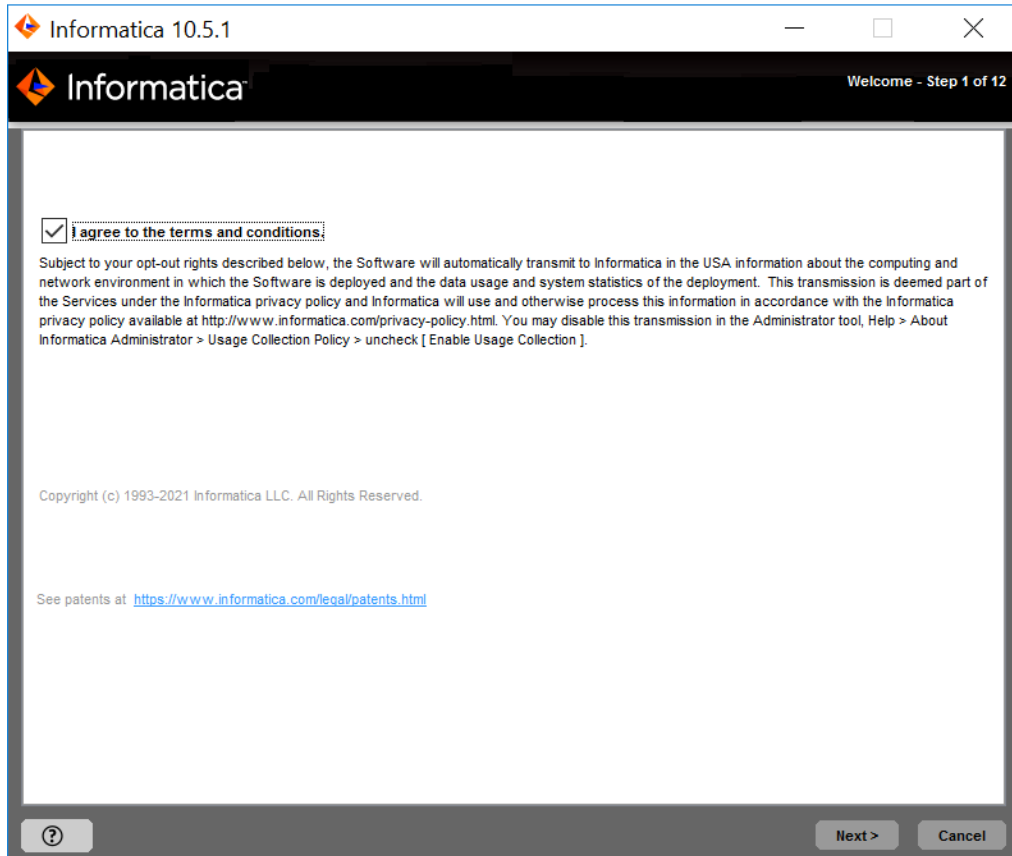 Informatica 10.5.1
Informatica™
Welcome - Step 1 of 12
I agree to the terms and conditions.
Subject to your opt-out rights described below, the Software will automatically transmit to Informatica in the USA information about the computing and
network environment in which the Software is deployed and the data usage and system statistics of the deployment.  This transmission is deemed part of
the Services under the Informatica privacy policy and Informatica will use and otherwise process this information in accordance with the Informatica
privacy policy available at http://www.informatica.com/privacy-policy.html. You may disable this transmission in the Administrator tool, Help > About
Informatica Administrator > Usage Collection Policy > uncheck [ Enable Usage Collection ].
Copyright (c) 1993-2021 Informatica LLC. All Rights Reserved.
See patents at https://www.informatica.com/legal/patents.html
?
Next >
Cancel